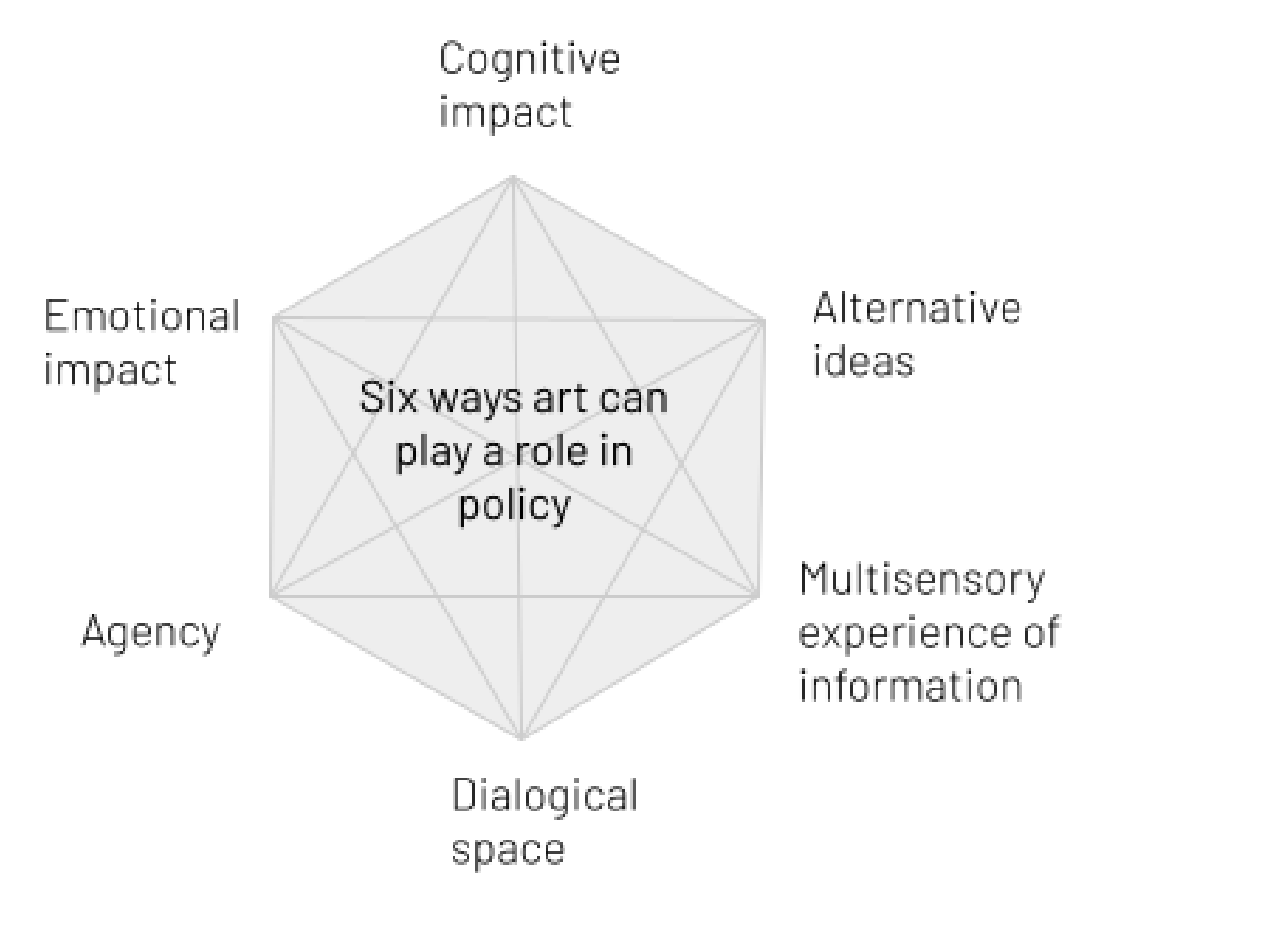 Cognitive
impact
Emotional
impact
Alternative
ideas
Six ways art can
play a role in
policy
Agency
Multisensory
experience of
information
Dialogical
space